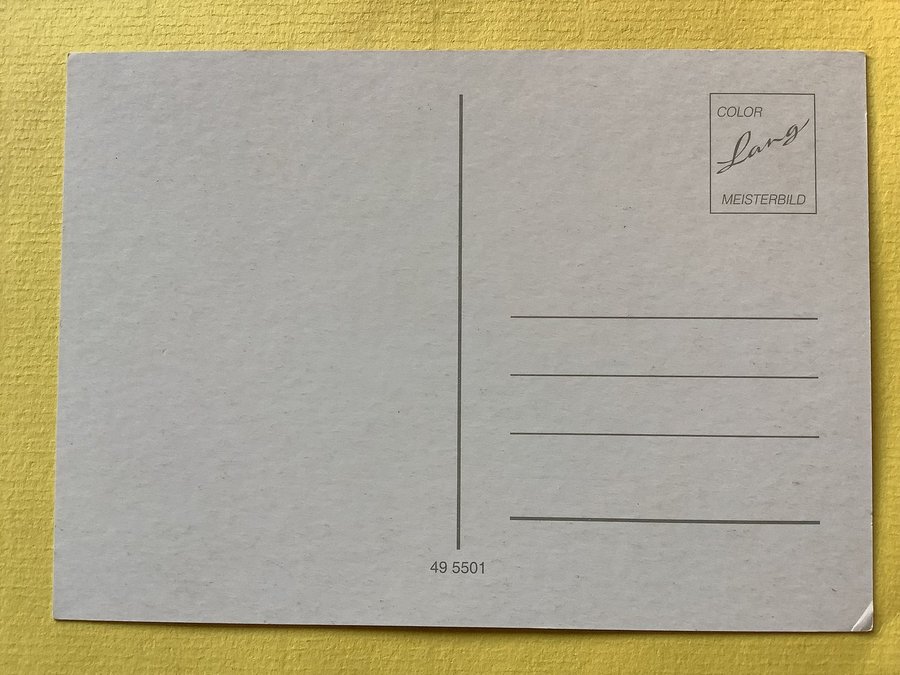 COLOR
Lang
MEISTERBILD
49 5501